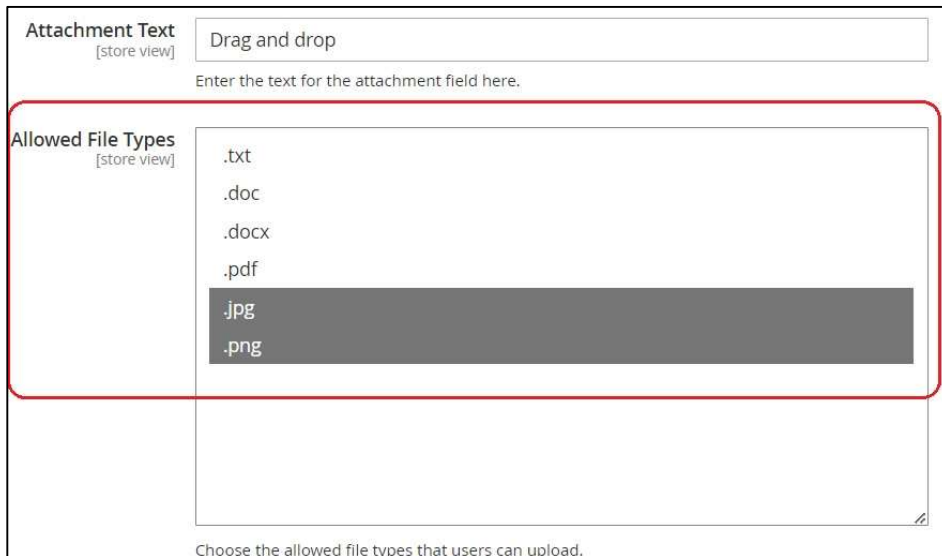 Attachment Text
[store view]
Drag and drop
Enter the text for the attachment field here.
Allowed File Types
[store view]
.txt
.doc
.docx
.pdf
.jpg
.png
Choose the allowed file types that users can upload.